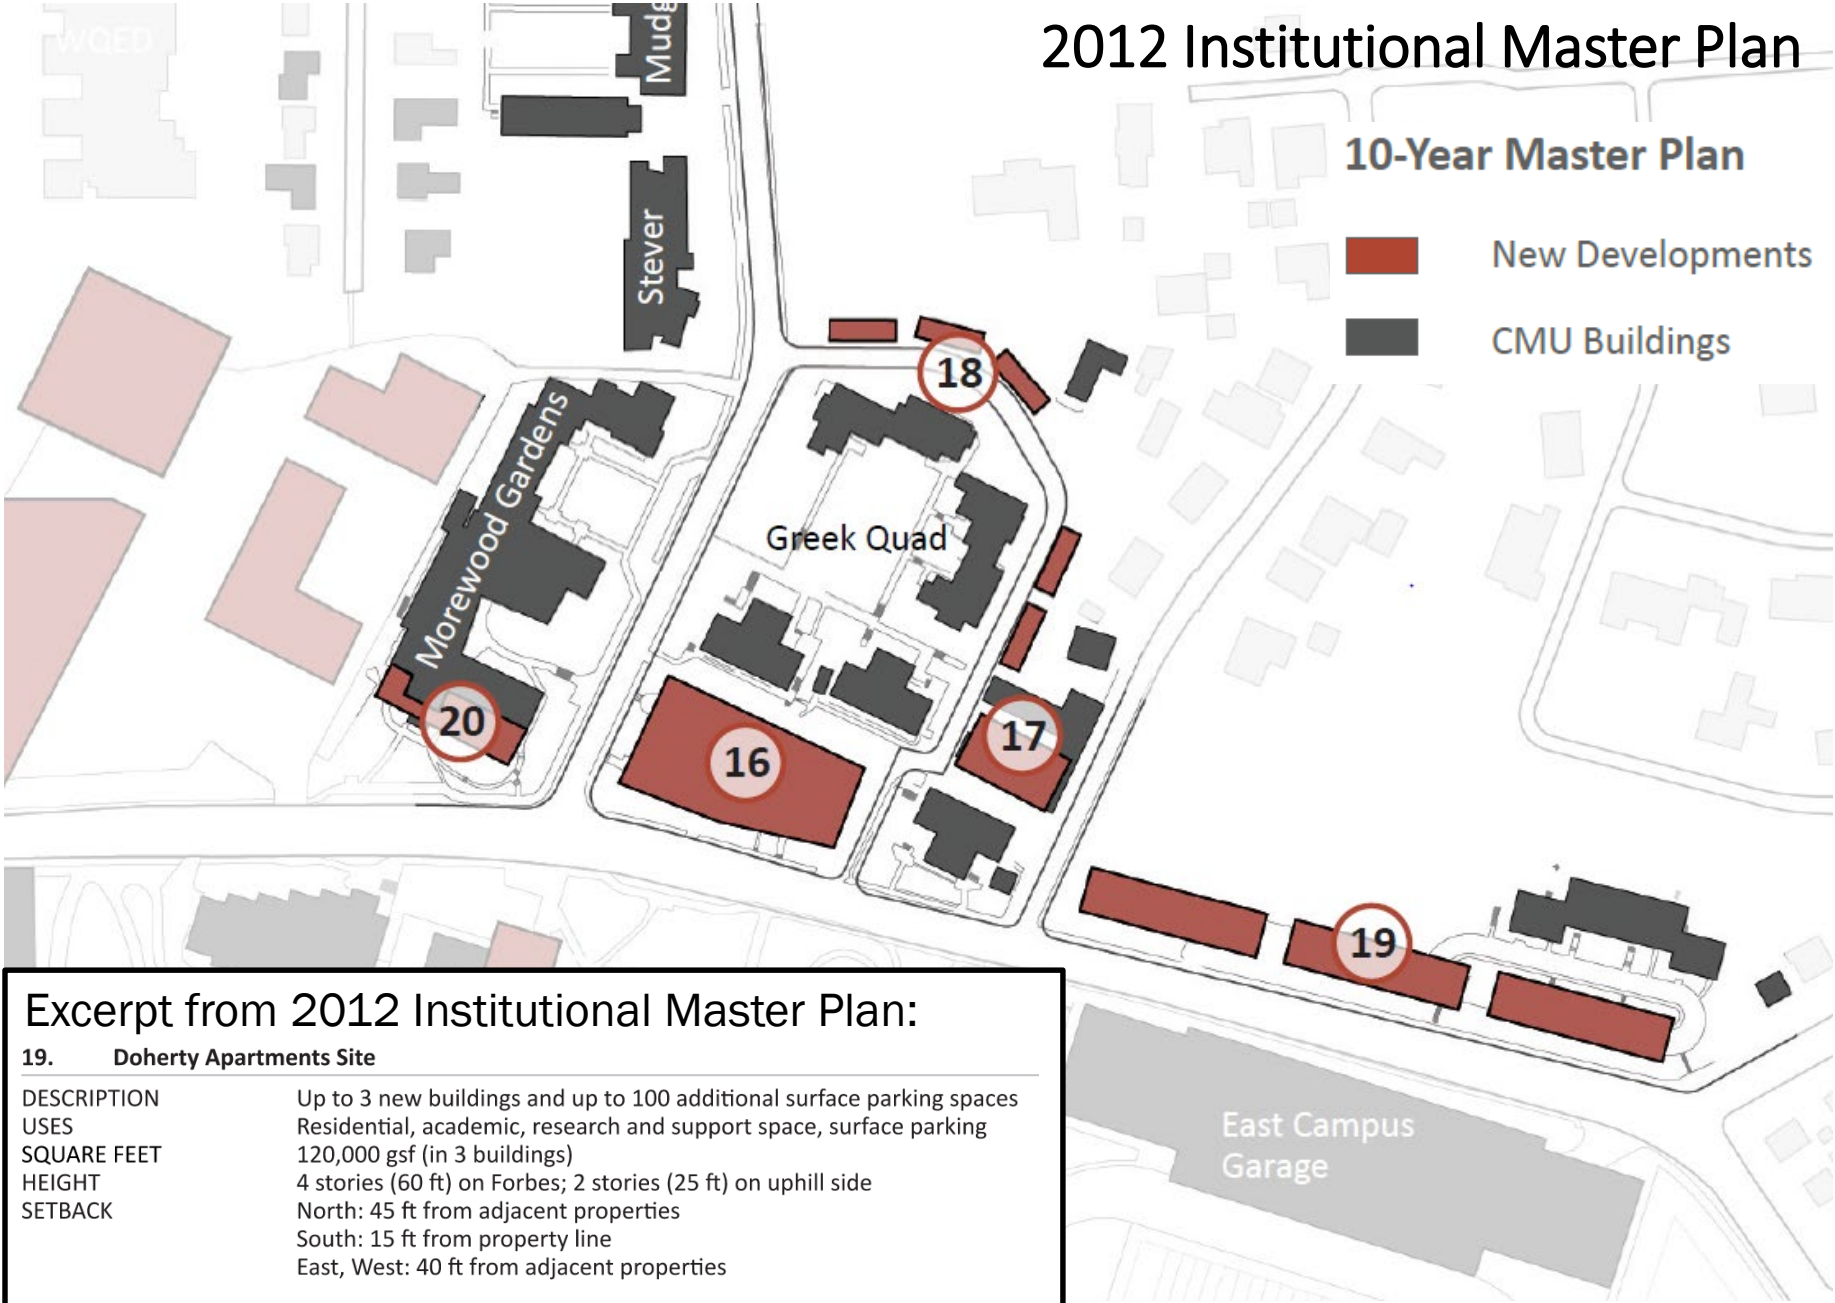 2012 Institutional Master Plan
WQED
Mudg
10-Year Master Plan
New Developments
CMU Buildings
Stever
18
Morewood Gardens
Greek Quad
20
16
17
19
East Campus
Garage
Excerpt from 2012 Institutional Master Plan:
19. Doherty Apartments Site
DESCRIPTION Up to 3 new buildings and up to 100 additional surface parking spaces
USES Residential, academic, research and support space, surface parking
SQUARE FEET 120,000 gsf (in 3 buildings)
HEIGHT 4 stories (60 ft) on Forbes; 2 stories (25 ft) on uphill side
SETBACK North: 45 ft from adjacent properties
South: 15 ft from property line
East, West: 40 ft from adjacent properties